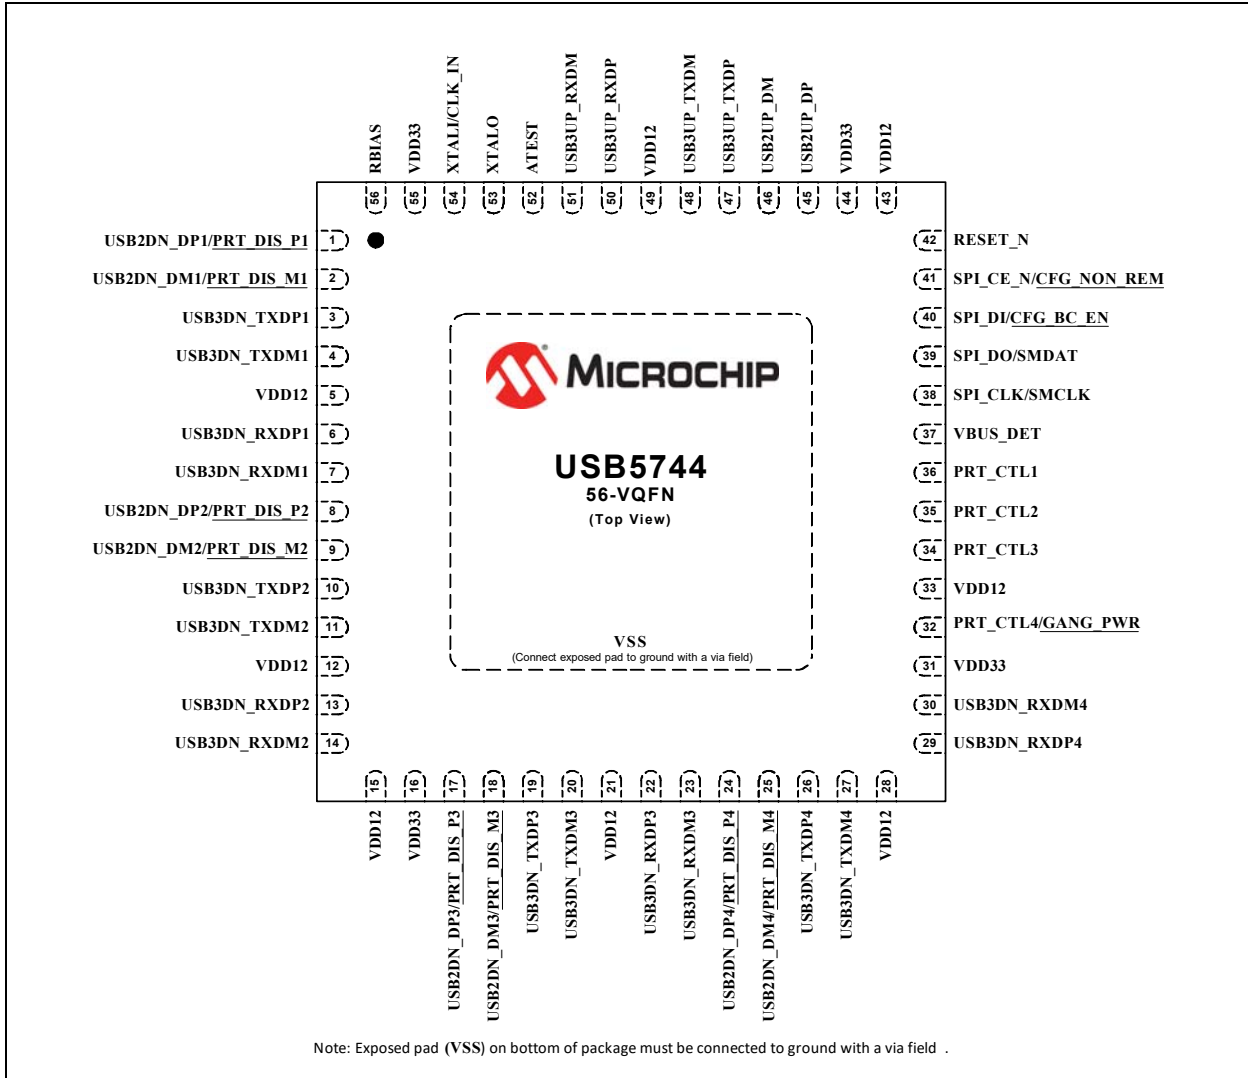 RBIAS
VDD33
XTALI/CLK_IN
XTALO
ATEST
USB3UP_RXDM
USB3UP_RXDP
VDD12
USB3UP_TXDM
USB3UP_TXDP
USB2UP_DM
USB2UP_DP
VDD33
VDD12
56
55
54
53
52
51
50
49
48
47
46
45
44
43
USB2DN_DP1/PRT_DIS_P1 1
USB2DN_DM1/PRT_DIS_M1 2
USB3DN_TXDP1 3
USB3DN_TXDM1 4
VDD12 5
USB3DN_RXDP1 6
USB3DN_RXDM1 7
USB2DN_DP2/PRT_DIS_P2 8
USB2DN_DM2/PRT_DIS_M2 9
USB3DN_TXDP2 10
USB3DN_TXDM2 11
VDD12 12
USB3DN_RXDP2 13
USB3DN_RXDM2 14
MICROCHIP
USB5744
56-VQFN
(Top View)
VSS
(Connect exposed pad to ground with a via field)
42 RESET_N
41 SPI_CE_N/CFG_NON_REM
40 SPI_DI/CFG_BC_EN
39 SPI_DO/SMDAT
38 SPI_CLK/SMCLK
37 VBUS_DET
36 PRT_CTL1
35 PRT_CTL2
34 PRT_CTL3
33 VDD12
32 PRT_CTL4/GANG_PWR
31 VDD33
30 USB3DN_RXDM4
29 USB3DN_RXDP4
15
16
17
18
19
20
21
22
23
24
25
26
27
28
VDD12
VDD33
USB2DN_DP3/PRT_DIS_P3
USB2DN_DM3/PRT_DIS_M3
USB3DN_TXDP3
USB3DN_TXDM3
VDD12
USB3DN_RXDP3
USB3DN_RXDM3
USB2DN_DP4/PRT_DIS_P4
USB2DN_DM4/PRT_DIS_M4
USB3DN_TXDP4
USB3DN_TXDM4
VDD12
Note: Exposed pad (VSS) on bottom of package must be connected to ground with a via field .